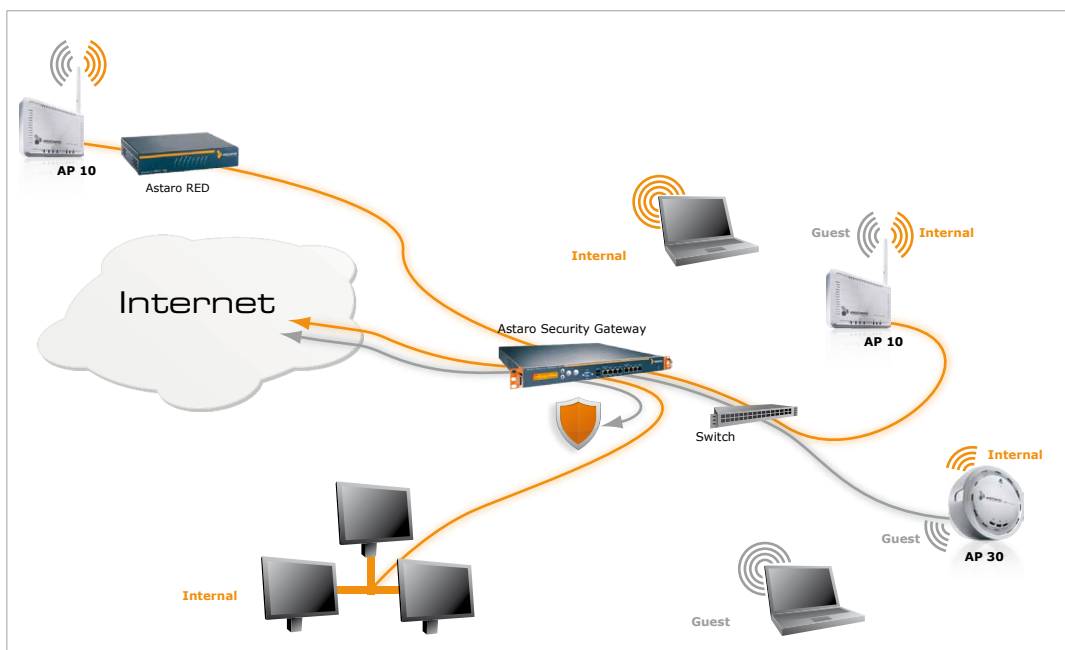 AP 10
Astaro RED
Internet
Internal
Guest
Internal
AP 10
Astaro Security Gateway
Switch
Internal
Guest
AP 30
Internal
Guest